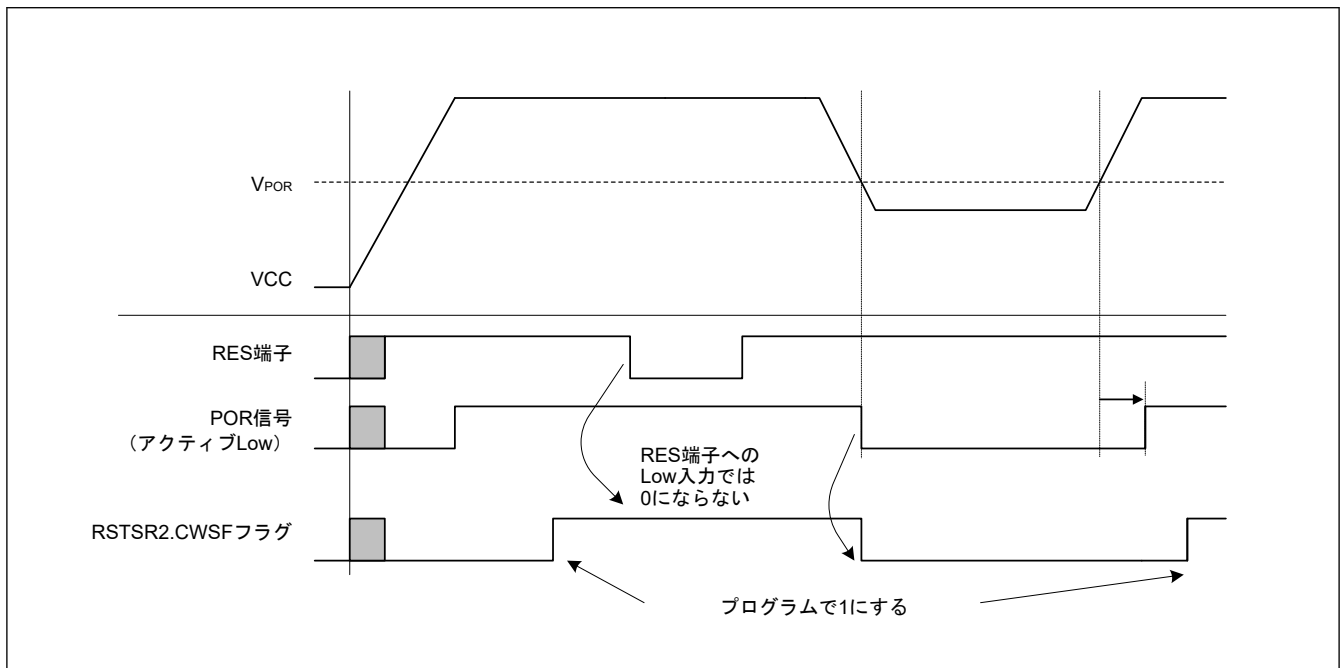 VPOR
VCC
RES端子
POR信号
(アクティブLow)
RES端子への
Low入力では
0にならない
RSTSR2.CWSFフラグ
プログラムで1にする